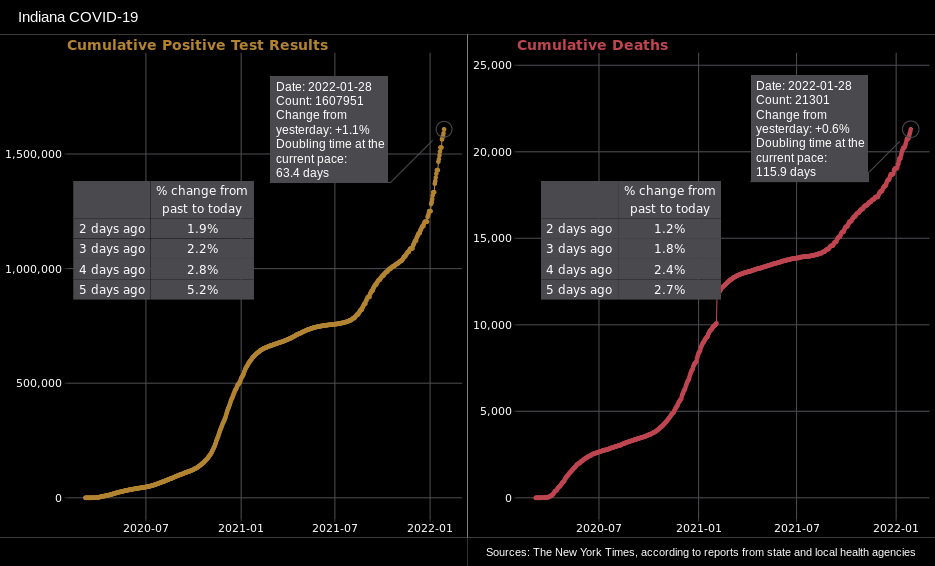 Indiana COVID-19
Cumulative Positive Test Results
1,500,000
1,000,000
500,000
0
2020-07 2021-01 2021-07 2022-01
Date: 2022-01-28
Count: 1607951
Change from
yesterday: +1.1%
Doubling time at the
current pace:
63.4 days
% change from
past to today
2 days ago 1.9%
3 days ago 2.2%
4 days ago 2.8%
5 days ago 5.2%
Cumulative Deaths
25,000
20,000
15,000
10,000
5,000
0
2020-07 2021-01 2021-07 2022-01
Date: 2022-01-28
Count: 21301
Change from
yesterday: +0.6%
Doubling time at the
current pace:
115.9 days
% change from
past to today
2 days ago 1.2%
3 days ago 1.8%
4 days ago 2.4%
5 days ago 2.7%
Sources: The New York Times, according to reports from state and local health agencies